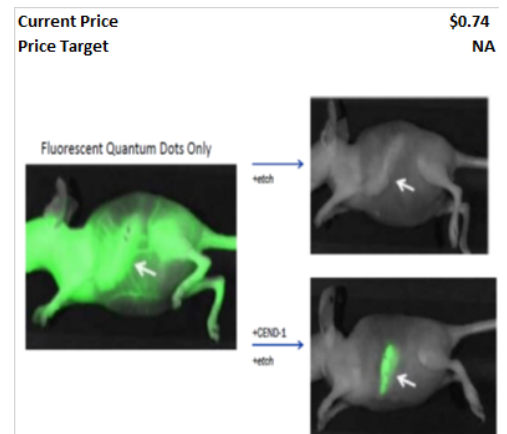 Current Price $0.74
Price Target NA
Fluorescent Quantum Dots Only
+etch
+CEND-1
+etch